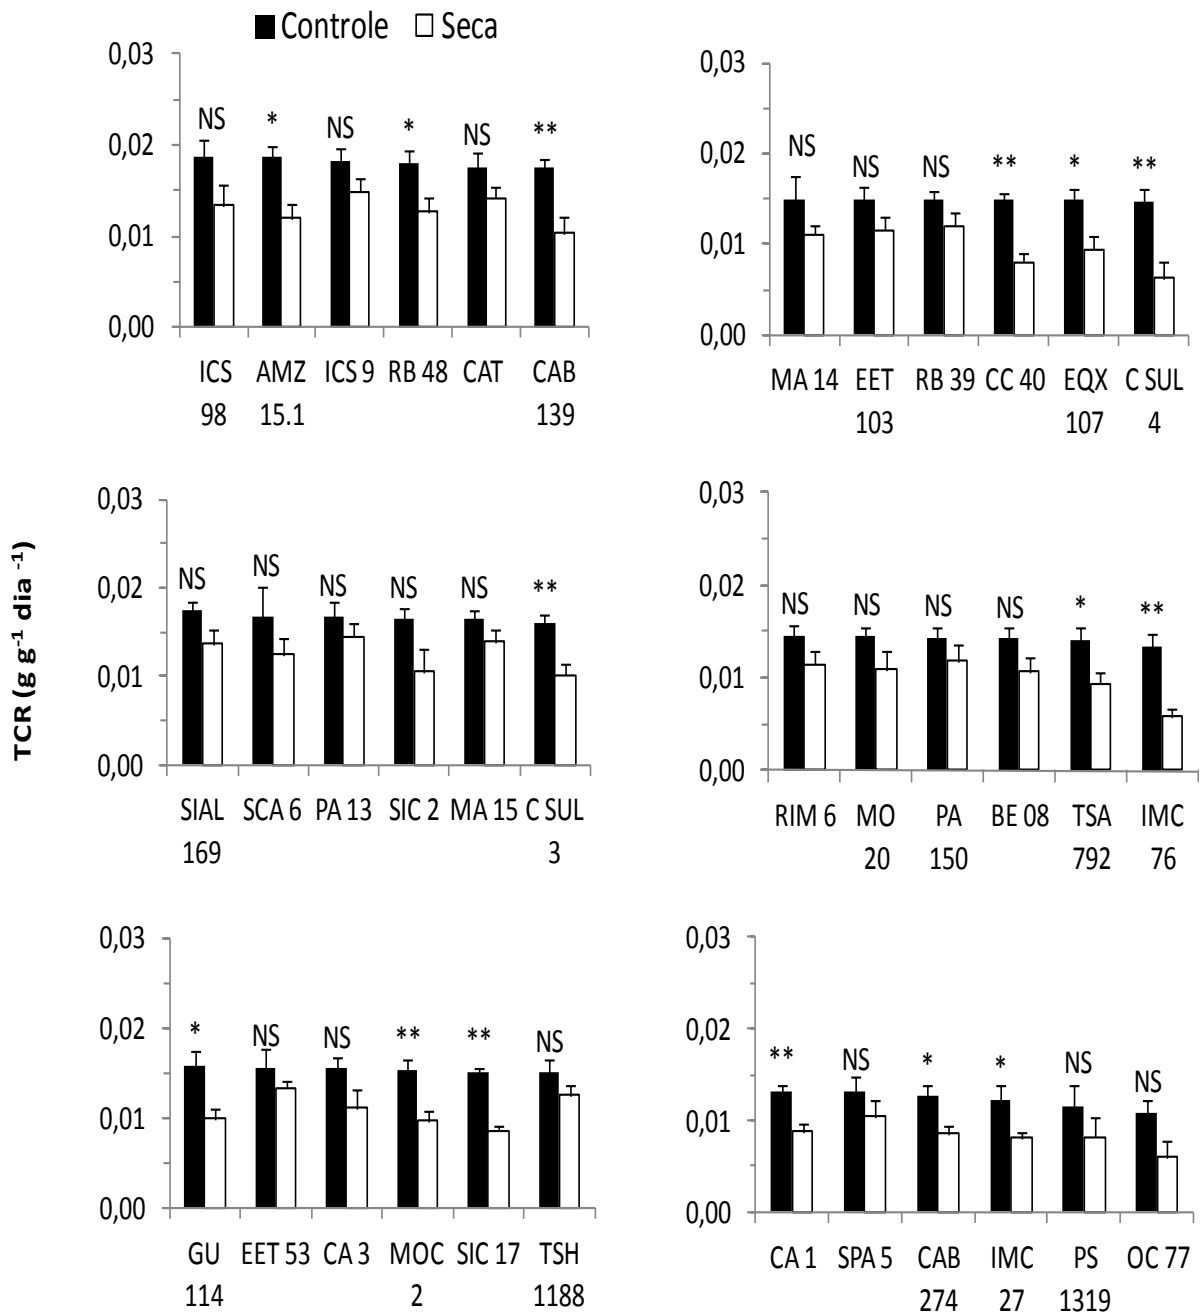 Controle Seca
0,03
0,02
0,01
0,00
NS * NS * NS **
ICS AMZ ICS 9 RB 48 CAT CAB
98 15.1 139
0,03
0,02
0,01
0,00
NS NS NS ** * **
MA 14 EET RB 39 CC 40 EQX C SUL
103 107 4
TCR (g g⁻¹ dia ⁻¹)
0,03
0,02
0,01
0,00
NS NS NS NS NS **
SIAL SCA 6 PA 13 SIC 2 MA 15 C SUL
169 3
0,03
0,02
0,01
0,00
NS NS NS NS * **
RIM 6 MO PA BE 08 TSA IMC
20 150 792 76
0,03
0,02
0,01
0,00
* NS NS ** ** NS
GU EET 53 CA 3 MOC SIC 17 TSH
114 2 1188
0,03
0,02
0,01
0,00
** NS * * NS NS
CA 1 SPA 5 CAB IMC PS OC 77
274 27 1319